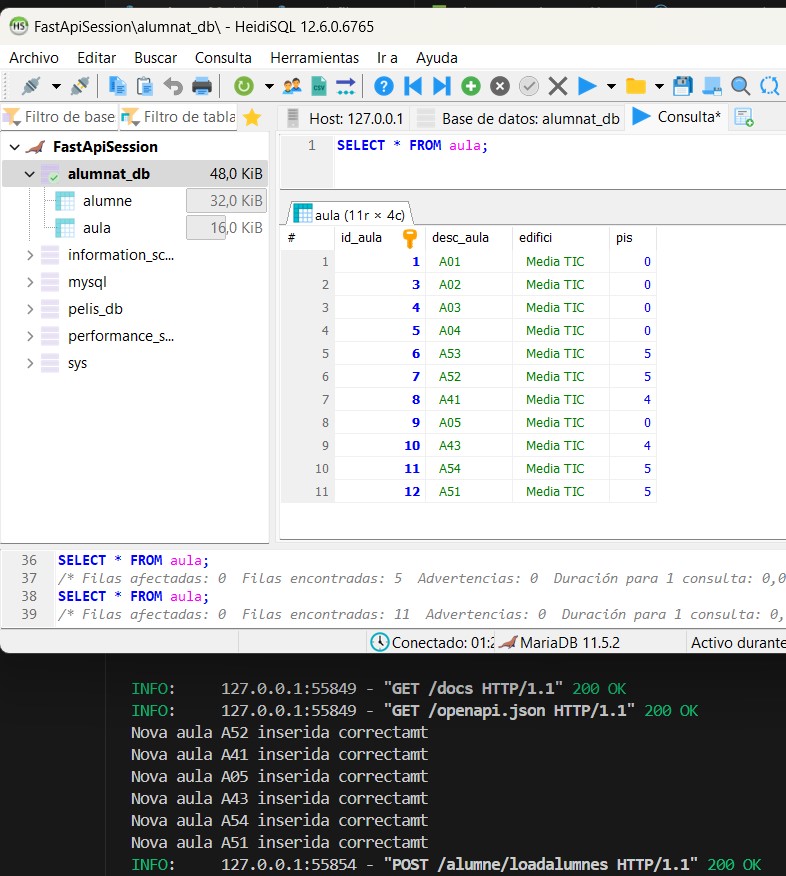 HS FastApiSession\alumnat_db\ - HeidiSQL 12.6.0.6765
Archivo Editar Buscar Consulta Herramientas Ir a Ayuda
Filtro de base Filtro de tabla Host: 127.0.0.1 Base de datos: alumnat_db Consulta*
FastApiSession
alumnat_db 48,0 KiB
alumne 32,0 KiB
aula 16,0 KiB
information_sc...
mysql
pelis_db
performance_s...
sys
1 SELECT * FROM aula;
aula (11r × 4c)
# id_aula desc_aula edifici pis
1 1 A01 Media TIC 0
2 3 A02 Media TIC 0
3 4 A03 Media TIC 0
4 5 A04 Media TIC 0
5 6 A53 Media TIC 5
6 7 A52 Media TIC 5
7 8 A41 Media TIC 4
8 9 A05 Media TIC 0
9 10 A43 Media TIC 4
10 11 A54 Media TIC 5
11 12 A51 Media TIC 5
36 SELECT * FROM aula;
37 /* Filas afectadas: 0 Filas encontradas: 5 Advertencias: 0 Duración para 1 consulta: 0,0
38 SELECT * FROM aula;
39 /* Filas afectadas: 0 Filas encontradas: 11 Advertencias: 0 Duración para 1 consulta: 0,
Conectado: 01:2 MariaDB 11.5.2 Activo durante
INFO: 127.0.0.1:55849 - "GET /docs HTTP/1.1" 200 OK
INFO: 127.0.0.1:55849 - "GET /openapi.json HTTP/1.1" 200 OK
Nova aula A52 inserida correctamt
Nova aula A41 inserida correctamt
Nova aula A05 inserida correctamt
Nova aula A43 inserida correctamt
Nova aula A54 inserida correctamt
Nova aula A51 inserida correctamt
INFO: 127.0.0.1:55854 - "POST /alumne/loadalumnes HTTP/1.1" 200 OK